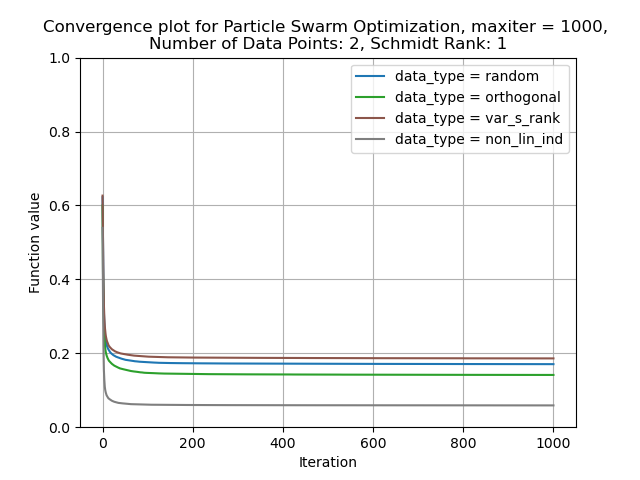 Convergence plot for Particle Swarm Optimization, maxiter = 1000,
Number of Data Points: 2, Schmidt Rank: 1
1.0
0.8
0.6
0.4
0.2
0.0
Function value
data_type = random
data_type = orthogonal
data_type = var_s_rank
data_type = non_lin_ind
0 200 400 600 800 1000
Iteration